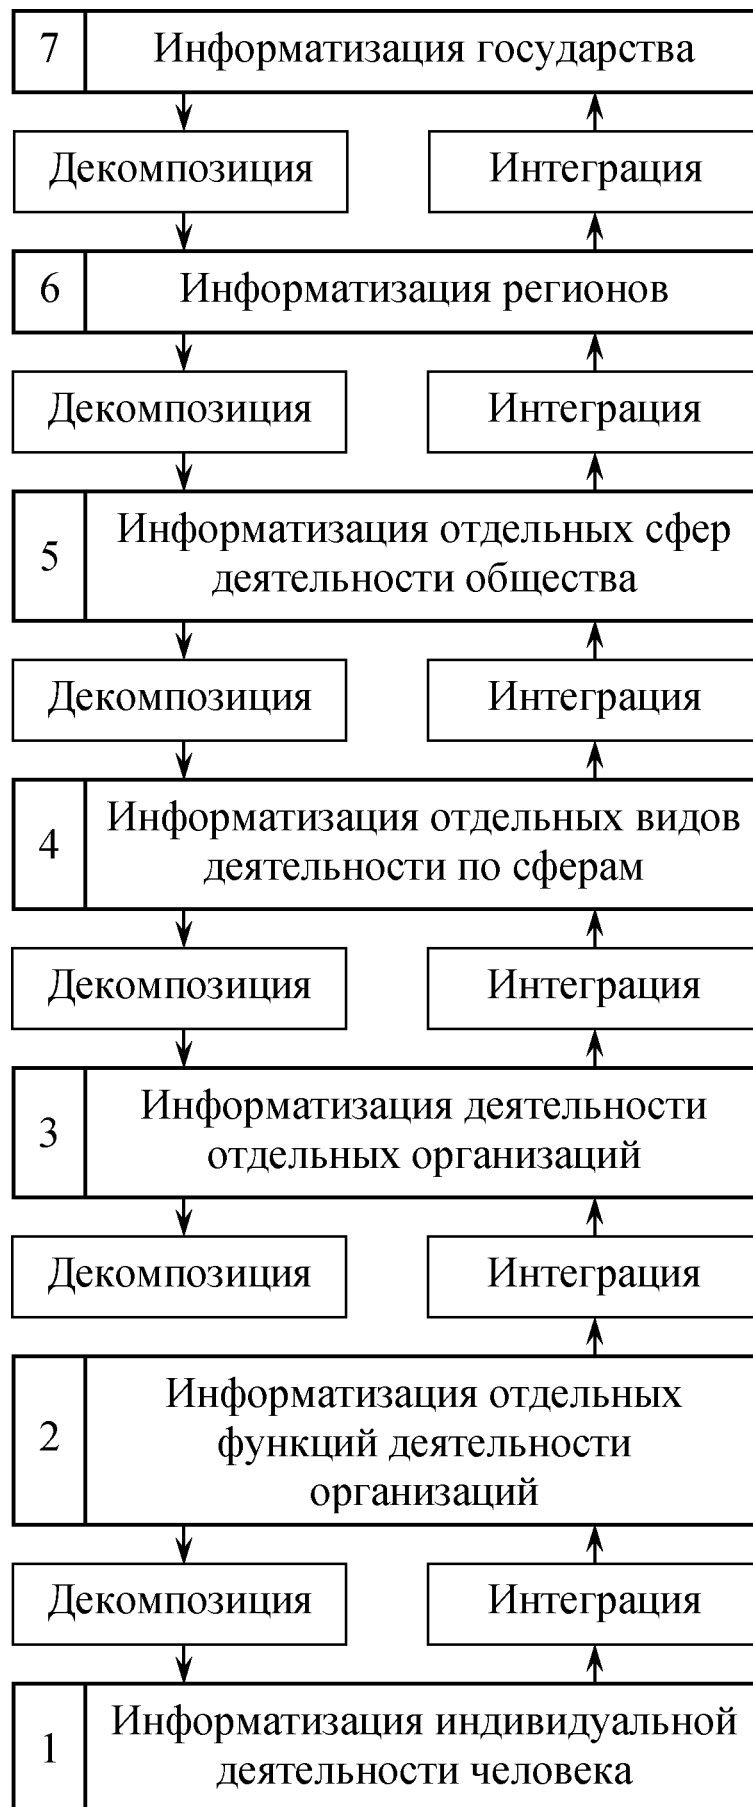 7 Информатизация государства
Декомпозиция Интеграция
6 Информатизация регионов
Декомпозиция Интеграция
5 Информатизация отдельных сфер
деятельности общества
Декомпозиция Интеграция
4 Информатизация отдельных видов
деятельности по сферам
Декомпозиция Интеграция
3 Информатизация деятельности
отдельных организаций
Декомпозиция Интеграция
2 Информатизация отдельных
функций деятельности
организаций
Декомпозиция Интеграция
1 Информатизация индивидуальной
деятельности человека